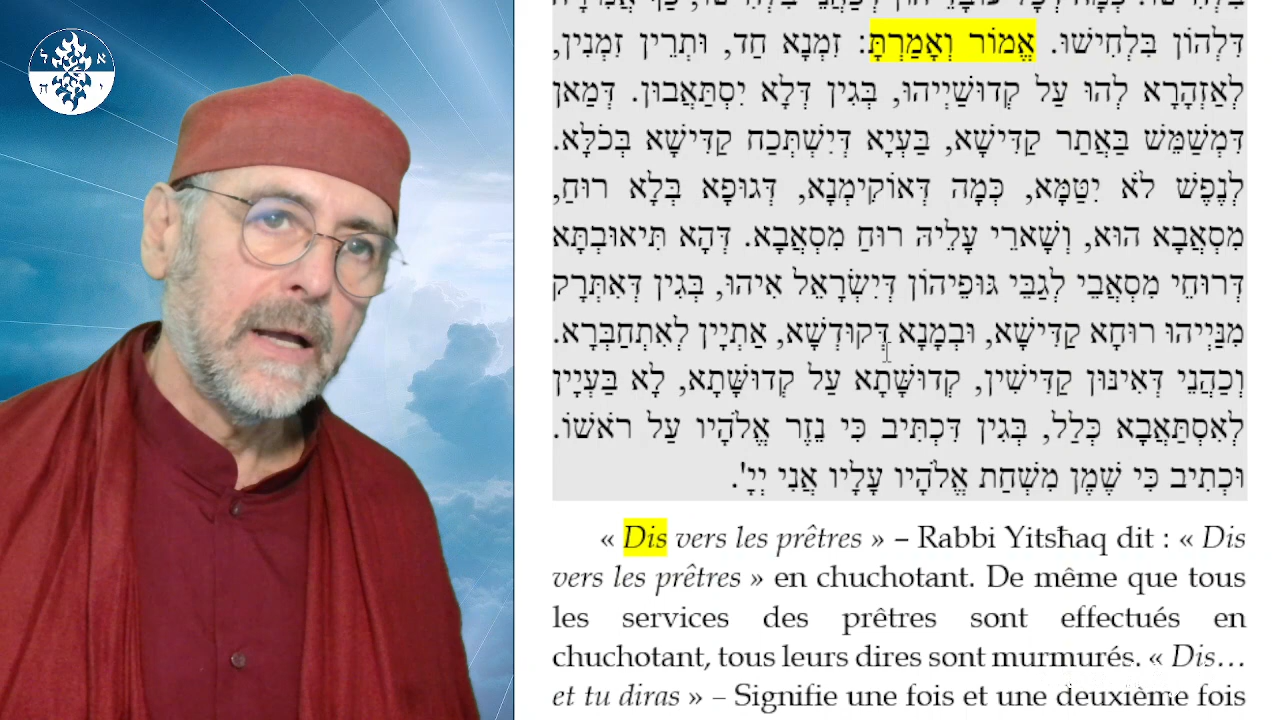 דִּלְהוֹן בִּלְחִישׁוּ. אֱמוֹר וְאָמַרְתָּ: זִמְנָא חַד, וּתְרֵין זִמְנִין,
לְאַזְהָרָא לְהוּ עַל קְדוּשַׁיְיהוּ, בְּגִין דְּלָא יִסְתַּאֲבוּן. דְּמַאן
דִּמְשַׁמֵּשׁ בַּאֲתַר קַדִּישָׁא, בַּעְיָא דְּיִשְׁתְּכַח קַדִּישָׁא בְּכֹלָּא.
לְנֶפֶשׁ לֹא יִטַּמָּא, כְּמָה דְּאוֹקִימְנָא, דְּגוּפָא בְּלָא רוּחַ,
מִסְאֲבָא הוּא, וְשָׁארֵי עָלֵיהּ רוּחַ מִסְאֲבָא. דְּהָא תִּיאוּבְתָּא
דְּרוּחֵי מִסְאֲבֵי לְגַבֵּי גּוּפֵיהוֹן דְּיִשְׂרָאֵל אִיהוּ, בְּגִין דְּאִתְּרָק
מִנַּיְיהוּ רוּחָא קַדִּישָׁא, וּבְמָנָא דְּקוּדְשָׁא, אַתְיָין לְאִתְחַבְּרָא.
וְכַהֲנֵי דְּאִינּוּן קַדִּישִׁין, קְדוּשָּׁתָא עַל קְדוּשָּׁתָא, לָא בַּעְיָין
לְאִסְתַּאֲבָא כְּלַל, בְּגִין דִּכְתִּיב כִּי נֵזֶר אֱלֹהָיו עַל רֹאשׁוֹ.
וּכְתִיב כִּי שֶׁמֶן מִשְׁחַת אֱלֹהָיו עָלָיו אֲנִי יְיָ'.
« Dis vers les prêtres » – Rabbi Yitsħaq dit : « Dis
vers les prêtres » en chuchotant. De même que tous
les services des prêtres sont effectués en
chuchotant, tous leurs dires sont murmurés. « Dis…
et tu diras » – Signifie une fois et une deuxième fois